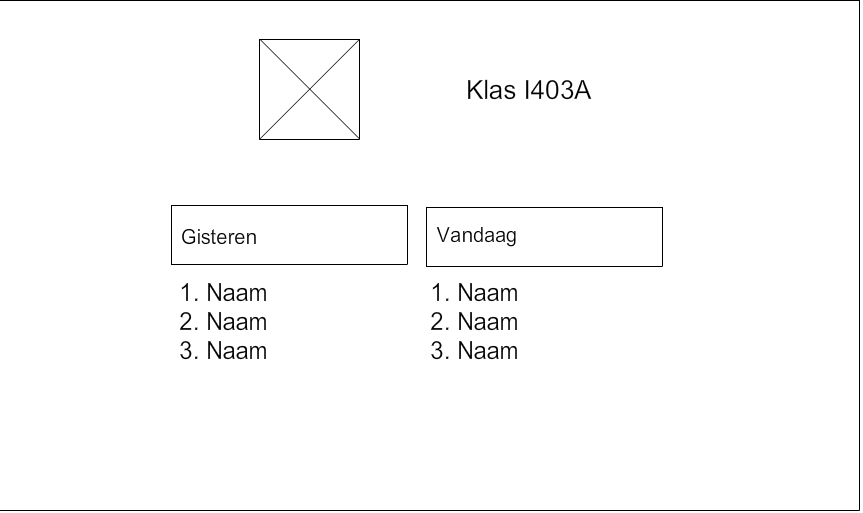 Klas I403A
Gisteren
1. Naam
2. Naam
3. Naam
Vandaag
1. Naam
2. Naam
3. Naam